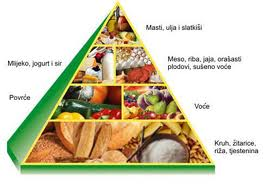 Masti, ulja i slatkiši
Mlijeko, jogurt i sir
Meso, riba, jaja, orašasti
plodovi, sušeno voće
Povrće
Voće
Kruh, žitarice,
riža, tjestenina